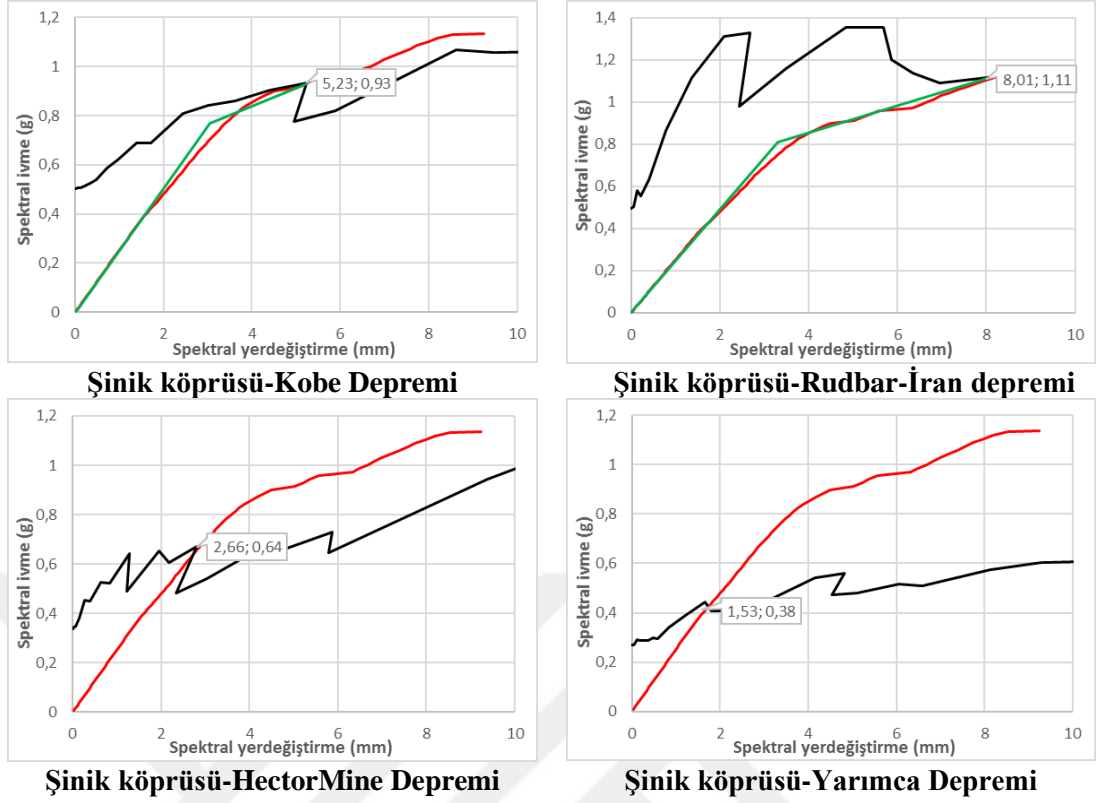 1,2
1
0,8
0,6
0,4
0,2
0
Spektral ivme (g)
5,23; 0,93
0 2 4 6 8 10
Spektral yerdeğiştirme (mm)
Şinik köprüsü-Kobe Depremi
1,4
1,2
1
0,8
0,6
0,4
0,2
0
Spektral ivme (g)
8,01; 1,11
0 2 4 6 8 10
Spektral yerdeğiştirme (mm)
Şinik köprüsü-Rudbar-İran depremi
1,2
1
0,8
0,6
0,4
0,2
0
Spektral ivme (g)
2,66; 0,64
0 2 4 6 8 10
Spektral yerdeğiştirme (mm)
Şinik köprüsü-HectorMine Depremi
1,2
1
0,8
0,6
0,4
0,2
0
Spektral ivme (g)
1,53; 0,38
0 2 4 6 8 10
Spektral yerdeğiştirme (mm)
Şinik köprüsü-Yarımca Depremi